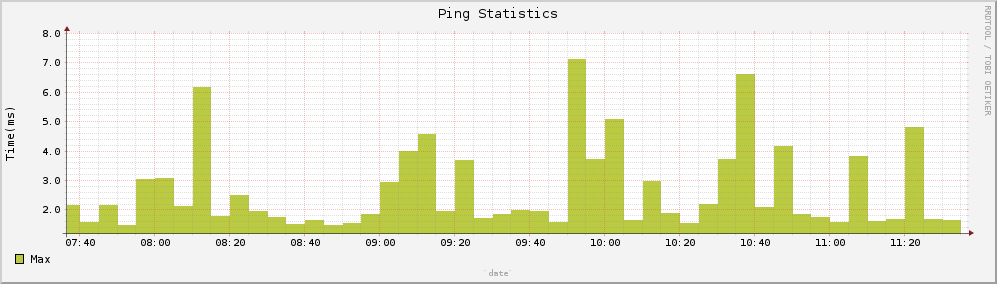 Ping Statistics
RRDTOOL / TOBI OETIKER
Time(ms)
8.0
7.0
6.0
5.0
4.0
3.0
2.0
07:40 08:00 08:20 08:40 09:00 09:20 09:40 10:00 10:20 10:40 11:00 11:20
Max
`date`